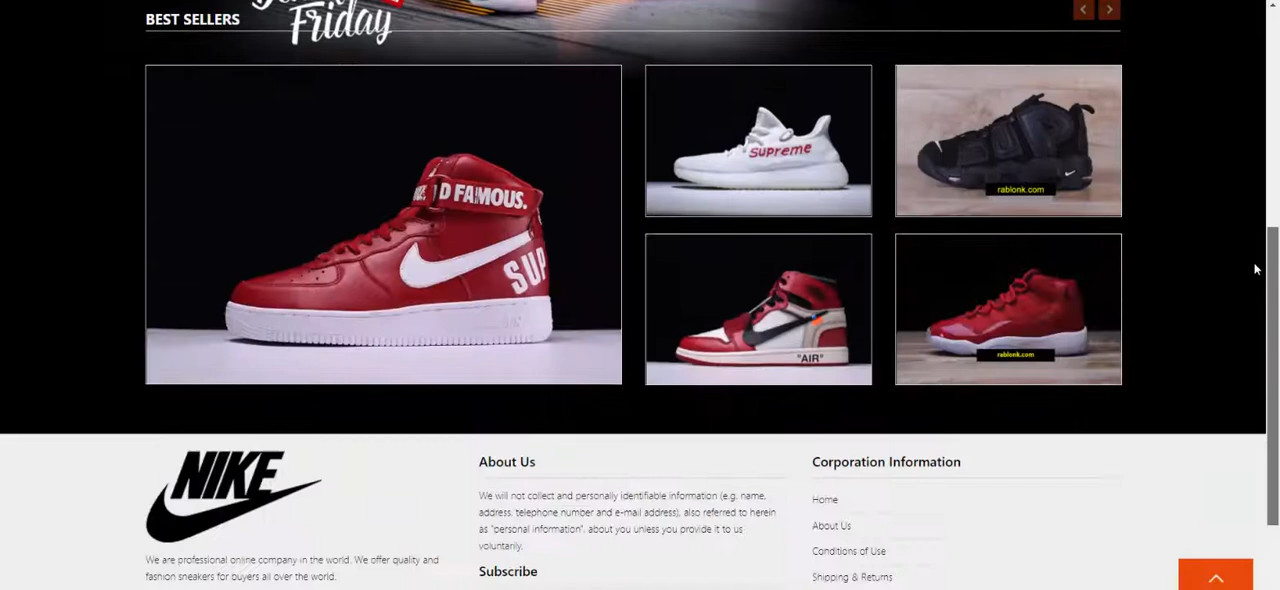 Friday
BEST SELLERS
D FAMOUS.
SUP
Supreme
rablonk.com
"AIR"
rablonk.com
NIKE
We are professional online company in the world. We offer quality and
fashion sneakers for buyers all over the world.
About Us
We will not collect and personally identifiable information (e.g. name,
address, telephone number and e-mail address), also referred to herein
as "personal information", about you unless you provide it to us
voluntarily.
Subscribe
Corporation Information
Home
About Us
Conditions of Use
Shipping & Returns